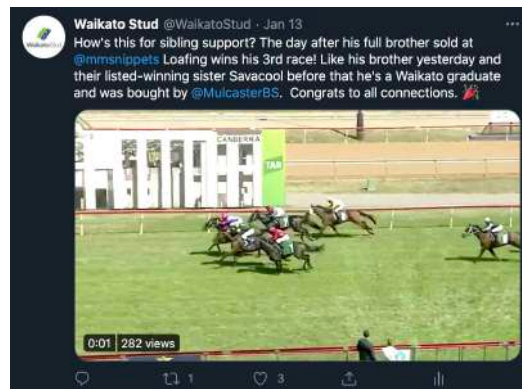 Waikato Stud @WaikatoStud · Jan 13
How's this for sibling support? The day after his full brother sold at
@mmsnippets Loafing wins his 3rd race! Like his brother yesterday and
their listed-winning sister Savacool before that he's a Waikato graduate
and was bought by @MulcasterBS. Congrats to all connections. 🎉
WaikatoStud
CANBERRA
TAB
0:01 282 views
1 3